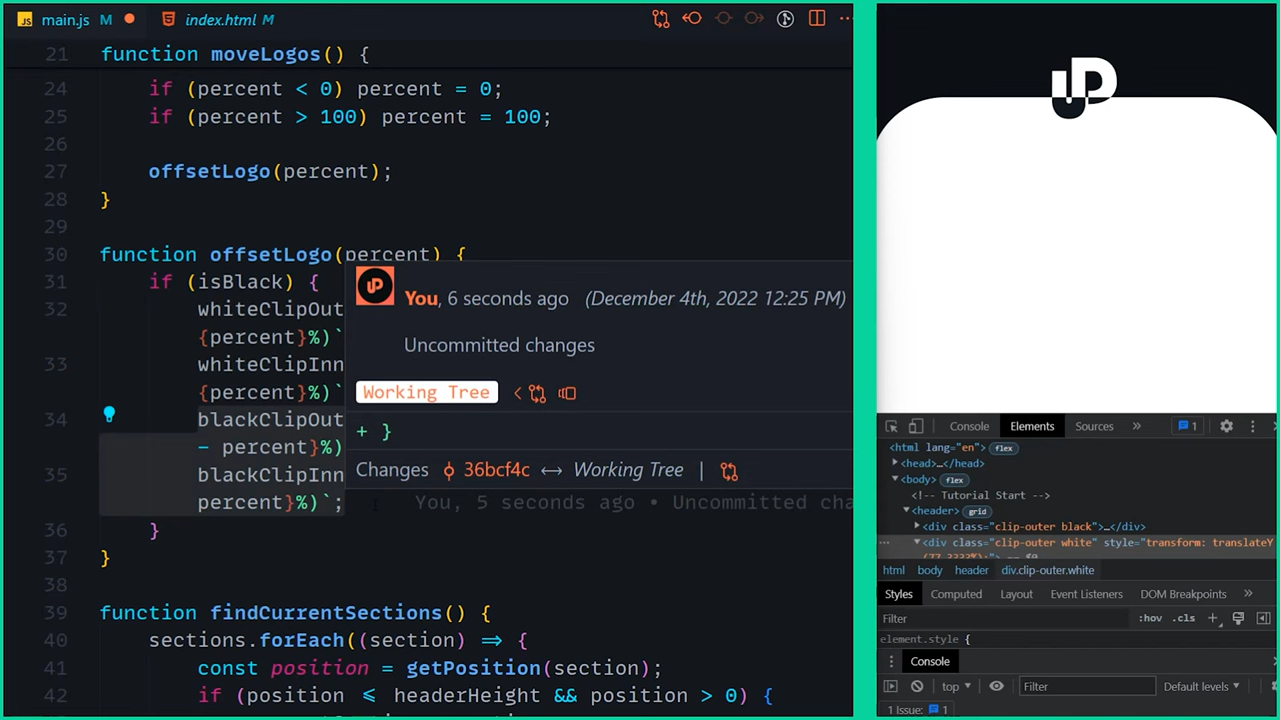 JS main.js M
index.html M
21 function moveLogos() {
24 if (percent < 0) percent = 0;
25 if (percent > 100) percent = 100;
26
27 offsetLogo(percent);
28 }
29
30 function offsetLogo(percent) {
31 if (isBlack) {
32 whiteClipOut
{percent}%)`
33 whiteClipInn
{percent}%)`
34 blackClipOut
- percent}%)
35 blackClipInn
percent}%)`; You, 5 seconds ago • Uncommitted cha
36 }
37 }
38
39 function findCurrentSections() {
40 sections.forEach((section) => {
41 const position = getPosition(section);
42 if (position ≤ headerHeight && position > 0) {
You, 6 seconds ago (December 4th, 2022 12:25 PM)
Uncommitted changes
Working Tree
+ }
Changes 36bcf4c ↔ Working Tree |
Console Elements Sources » 1
<html lang="en"> flex
<head>…</head>
<body> flex
<!-- Tutorial Start -->
<header> grid
<div class="clip-outer black">…</div>
<div class="clip-outer white" style="transform: translateY
(77.3333%);"> == $0
html body header div.clip-outer.white
Styles Computed Layout Event Listeners DOM Breakpoints »
Filter :hov .cls +
element.style {
Console
top Filter Default levels
1 Issue: 1